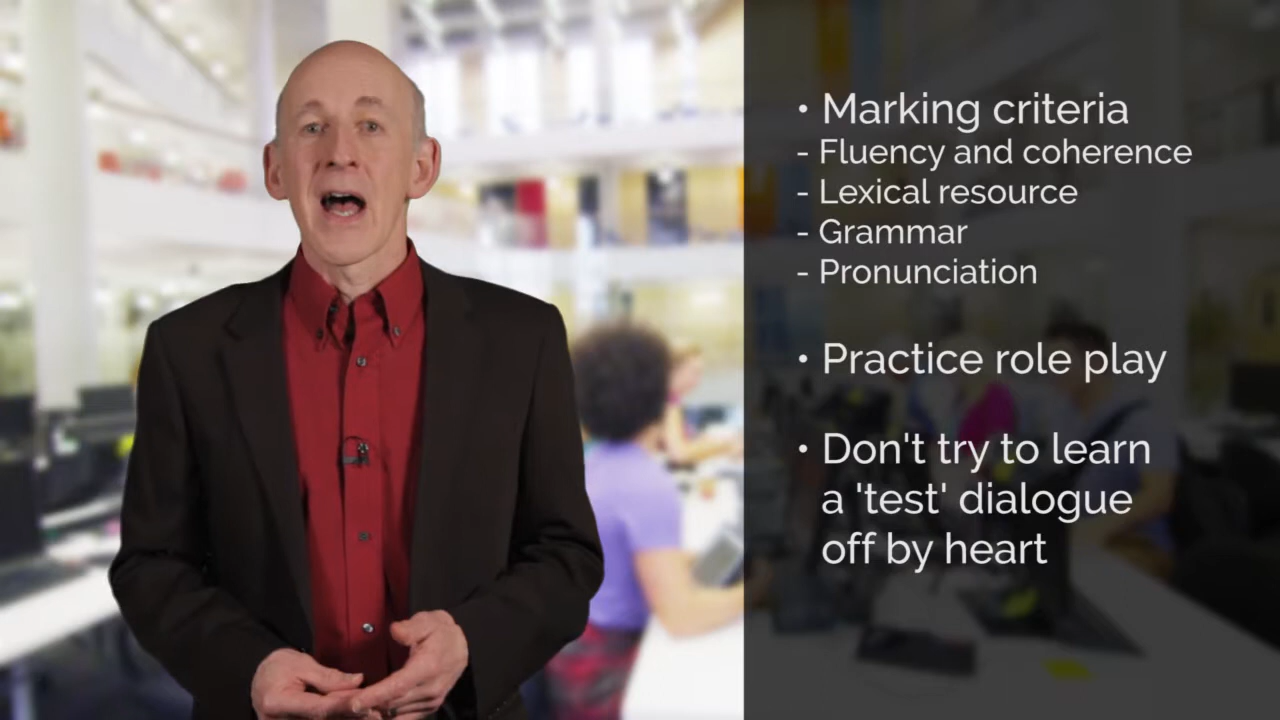 • Marking criteria
- Fluency and coherence
- Lexical resource
- Grammar
- Pronunciation
• Practice role play
• Don't try to learn
a 'test' dialogue
off by heart